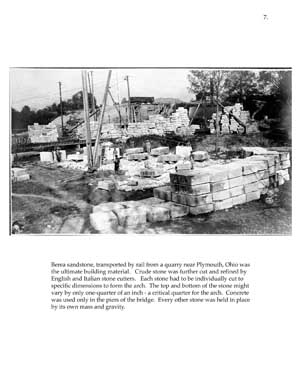 7.
Berea sandstone, transported by rail from a quarry near Plymouth, Ohio was
the ultimate building material. Crude stone was further cut and refined by
English and Italian stone cutters. Each stone had to be individually cut to
specific dimensions to form the arch. The top and bottom of the stone might
vary by only one-quarter of an inch - a critical quarter for the arch. Concrete
was used only in the piers of the bridge. Every other stone was held in place
by its own mass and gravity.